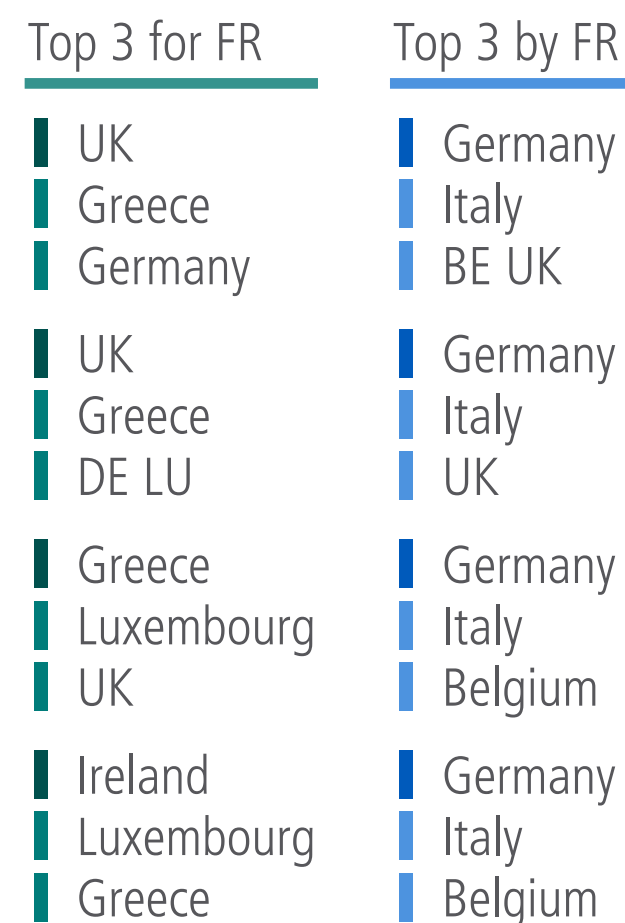 Top 3 for FR
UK
Greece
Germany
UK
Greece
DE LU
Greece
Luxembourg
UK
Ireland
Luxembourg
Greece
Top 3 by FR
Germany
Italy
BE UK
Germany
Italy
UK
Germany
Italy
Belgium
Germany
Italy
Belgium